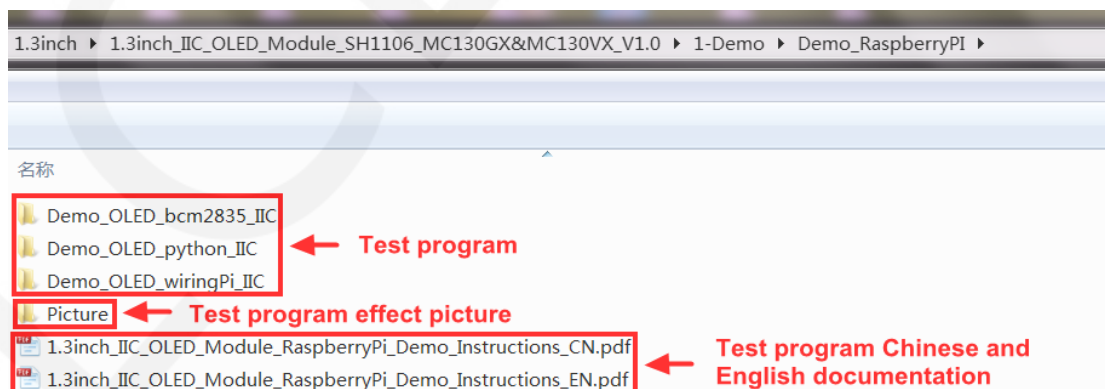 1.3inch ▸ 1.3inch_IIC_OLED_Module_SH1106_MC130GX&MC130VX_V1.0 ▸ 1-Demo ▸ Demo_RaspberryPI ▸
名称
Demo_OLED_bcm2835_IIC
Demo_OLED_python_IIC
Test program
Demo_OLED_wiringPi_IIC
Picture
Test program effect picture
1.3inch_IIC_OLED_Module_RaspberryPi_Demo_Instructions_CN.pdf
1.3inch_IIC_OLED_Module_RaspberryPi_Demo_Instructions_EN.pdf
Test program Chinese and
English documentation